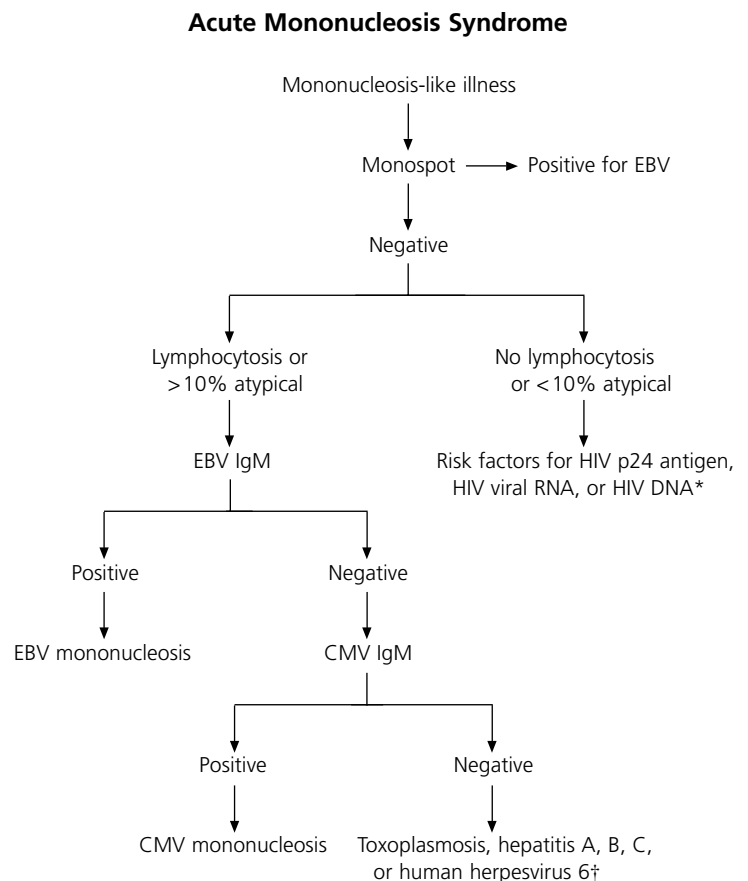 Acute Mononucleosis Syndrome
Mononucleosis-like illness
Monospot
Positive for EBV
Negative
Lymphocytosis or
>10% atypical
No lymphocytosis
or <10% atypical
EBV IgM
Risk factors for HIV p24 antigen,
HIV viral RNA, or HIV DNA*
Positive
Negative
EBV mononucleosis
CMV IgM
Positive
Negative
CMV mononucleosis
Toxoplasmosis, hepatitis A, B, C,
or human herpesvirus 6†